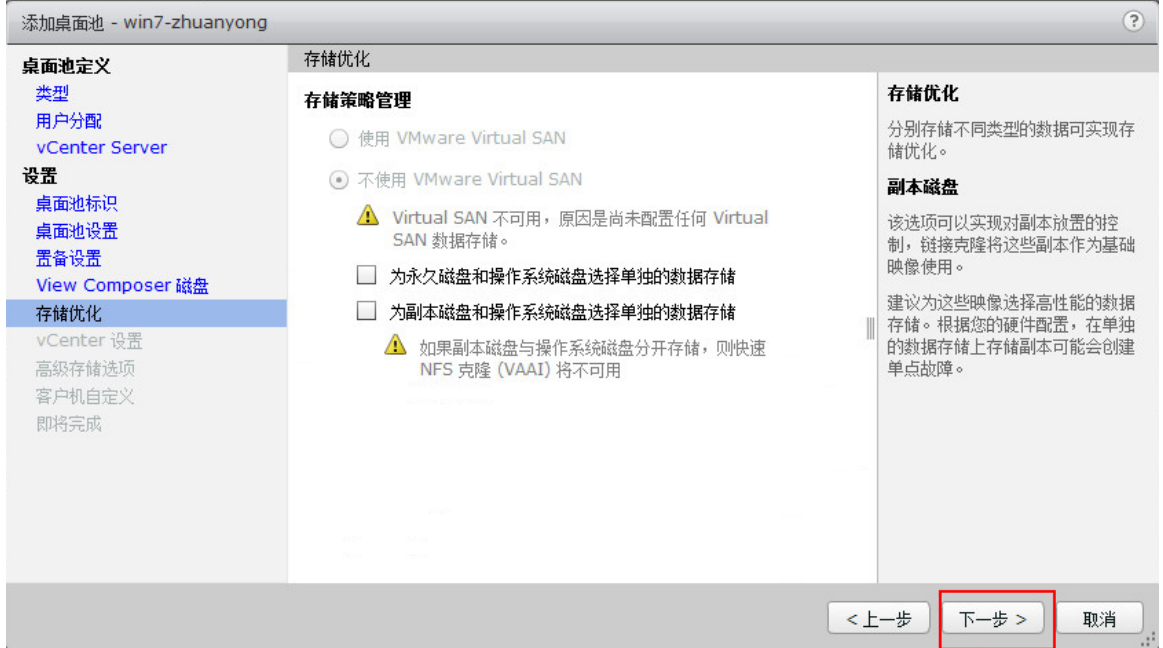 添加桌面池 - win7-zhuanyong
?
桌面池定义
类型
用户分配
vCenter Server
设置
桌面池标识
桌面池设置
置备设置
View Composer 磁盘
存储优化
vCenter 设置
高级存储选项
客户机自定义
即将完成
存储优化
存储策略管理
使用 VMware Virtual SAN
不使用 VMware Virtual SAN
Virtual SAN 不可用，原因是尚未配置任何 Virtual
SAN 数据存储。
为永久磁盘和操作系统磁盘选择单独的数据存储
为副本磁盘和操作系统磁盘选择单独的数据存储
如果副本磁盘与操作系统磁盘分开存储，则快速
NFS 克隆 (VAAI) 将不可用
存储优化
分别存储不同类型的数据可实现存
储优化。
副本磁盘
该选项可以实现对副本放置的控
制，链接克隆将这些副本作为基础
映像使用。
建议为这些映像选择高性能的数据
存储。根据您的硬件配置，在单独
的数据存储上存储副本可能会创建
单点故障。
<上一步
下一步 >
取消